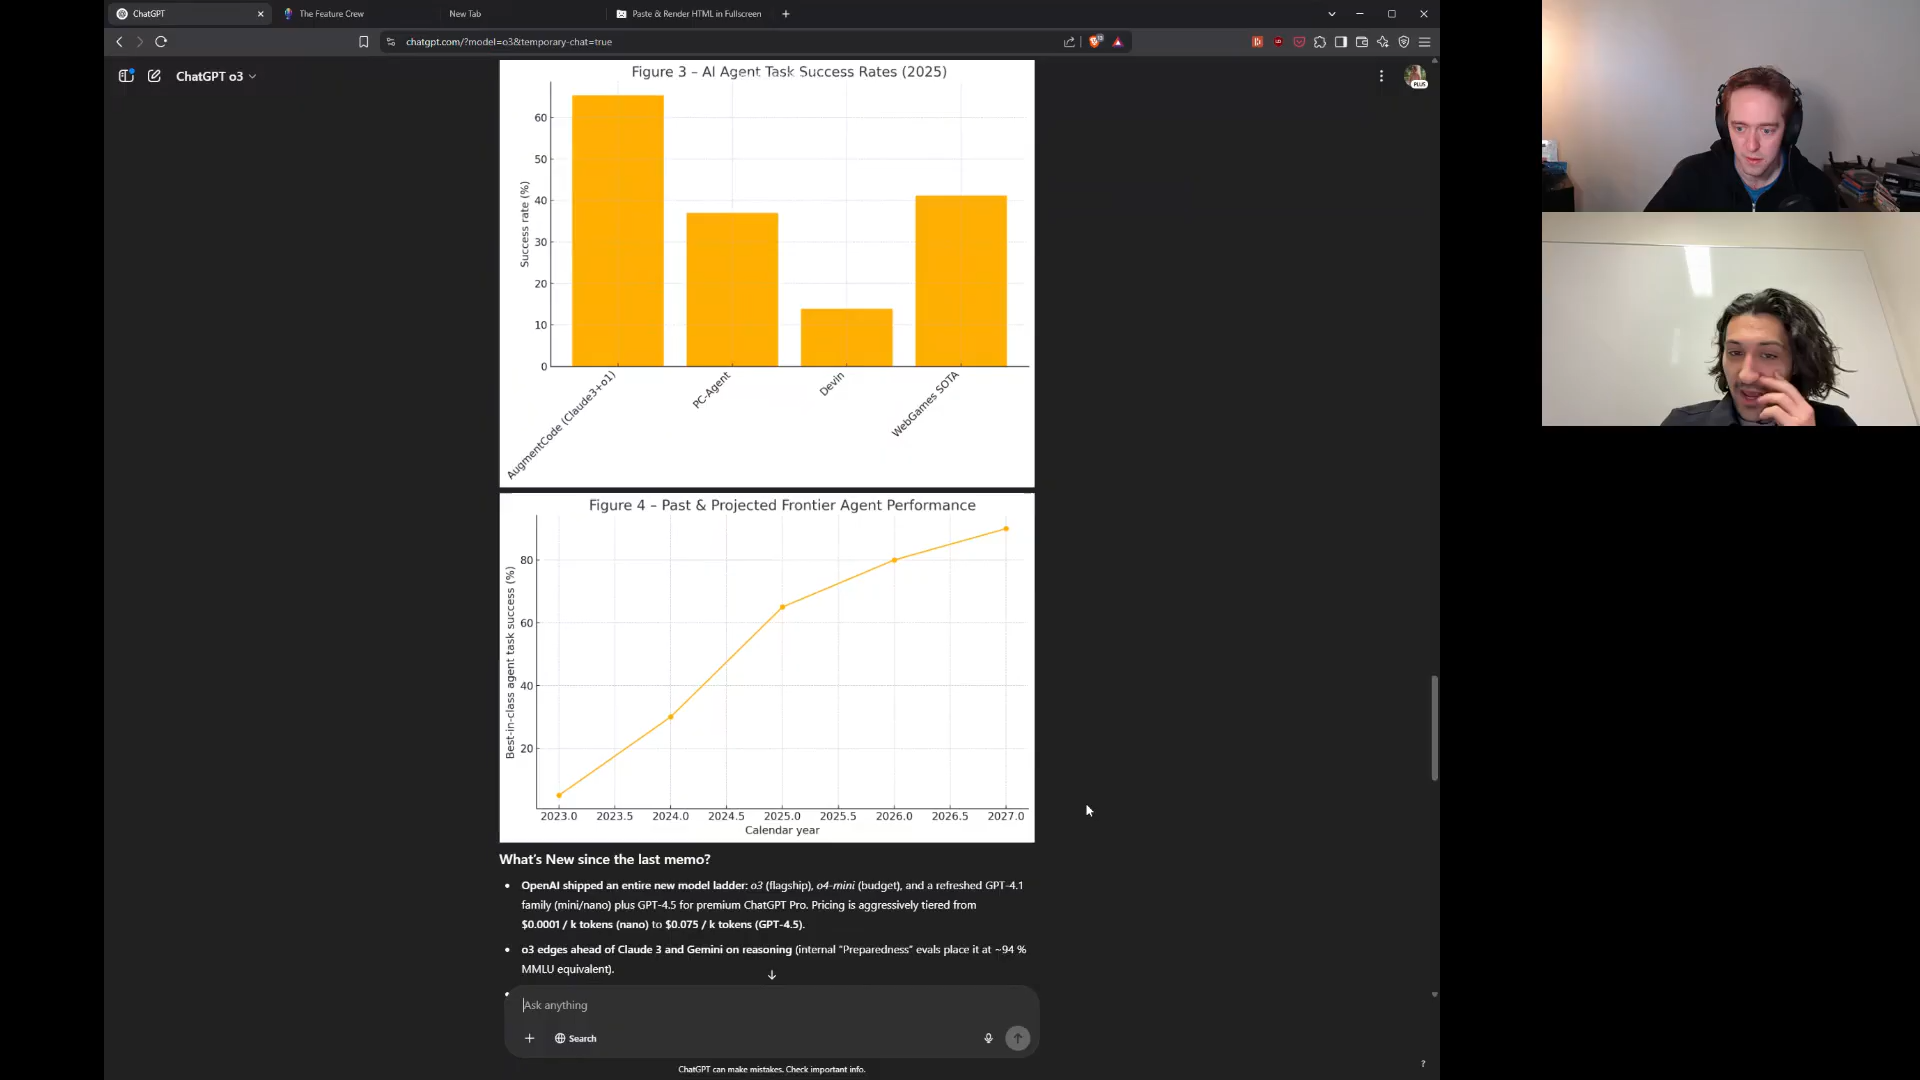 ChatGPT
The Feature Crew
New Tab
Paste & Render HTML in Fullscreen
chatgpt.com/?model=o3&temporary-chat=true
ChatGPT o3
PLUS
Figure 3 – AI Agent Task Success Rates (2025)
Success rate (%)
60
50
40
30
20
10
0
AugmentCode (Claude3+o1)
PC-Agent
Devin
WebGames SOTA
Figure 4 – Past & Projected Frontier Agent Performance
Best-in-class agent task success (%)
80
60
40
20
2023.0 2023.5 2024.0 2024.5 2025.0 2025.5 2026.0 2026.5 2027.0
Calendar year
What's New since the last memo?
• OpenAI shipped an entire new model ladder: o3 (flagship), o4-mini (budget), and a refreshed GPT-4.1
family (mini/nano) plus GPT-4.5 for premium ChatGPT Pro. Pricing is aggressively tiered from
$0.0001 / k tokens (nano) to $0.075 / k tokens (GPT-4.5).
• o3 edges ahead of Claude 3 and Gemini on reasoning (internal "Preparedness" evals place it at ~94 %
MMLU equivalent).
Ask anything
Search
ChatGPT can make mistakes. Check important info.
?